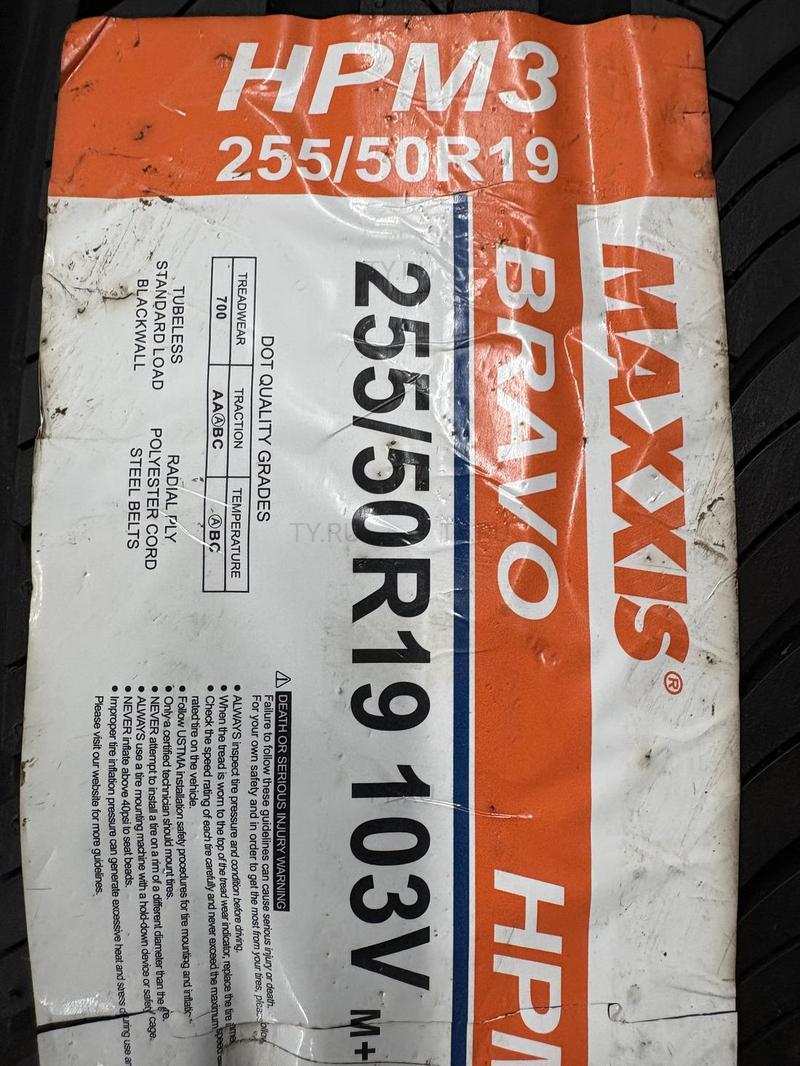 HPM3
255/50R19
MAXXIS®
BRAVO
HPM
255/50R19 103V M+
DOT QUALITY GRADES
TREADWEAR TRACTION TEMPERATURE
700 AAⒶBC ⒶBC
TUBELESS
STANDARD LOAD
BLACKWALL
RADIAL PLY
POLYESTER CORD
STEEL BELTS
⚠ DEATH OR SERIOUS INJURY WARNING
Failure to follow these guidelines can cause serious injury or death.
For your own safety and in order to get the most from your tires,
• ALWAYS inspect tire pressure and condition before driving.
• When the tread is worn to the top of the tread wear indicator, replace the tire
• Check the speed rating of each tire carefully and never exceed the maximum speed
rated tire on the vehicle.
• Follow USTMA installation safety procedures for tire mounting and
• Only a certified technician should mount tires.
• NEVER attempt to install a tire on a rim of a different diameter than the
• ALWAYS use a tire mounting machine with a hold-down device or safety cage.
• NEVER inflate above 40psi to seat beads.
• Improper tire inflation pressure can generate excessive heat and stress during use
Please visit our website for more guidelines.
TY.RU